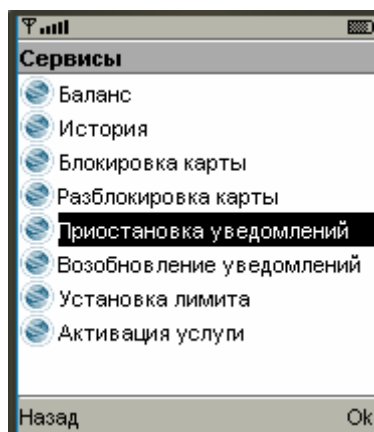 Сервисы
Баланс
История
Блокировка карты
Разблокировка карты
Приостановка уведомлений
Возобновление уведомлений
Установка лимита
Активация услуги
Назад Ok